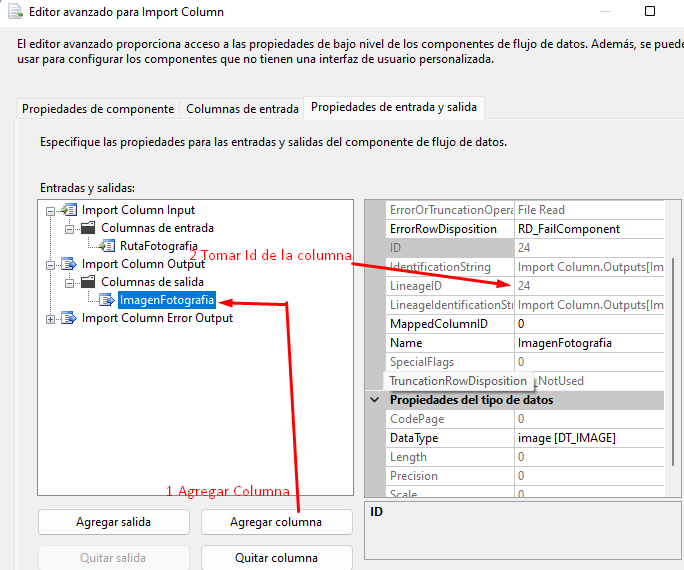 Editor avanzado para Import Column
El editor avanzado proporciona acceso a las propiedades de bajo nivel de los componentes de flujo de datos. Además, se puede
usar para configurar los componentes que no tienen una interfaz de usuario personalizada.
Propiedades de componente Columnas de entrada Propiedades de entrada y salida
Especifique las propiedades para las entradas y salidas del componente de flujo de datos.
Entradas y salidas:
Import Column Input
Columnas de entrada
RutaFotografia
2 Tomar Id de la columna
Import Column Output
Columnas de salida
ImagenFotografia
Import Column Error Output
1 Agregar Columna
Agregar salida Agregar columna
Quitar salida Quitar columna
ErrorOrTruncationOpera File Read
ErrorRowDisposition RD_FailComponent
ID 24
IdentificationString Import Column.Outputs[Im
LineageID 24
LineageIdentificationStr Import Column.Outputs[Im
MappedColumnID 0
Name ImagenFotografia
SpecialFlags 0
TruncationRowDisposition _NotUsed
Propiedades del tipo de datos
CodePage 0
DataType image [DT_IMAGE]
Length 0
Precision 0
Scale 0
ID